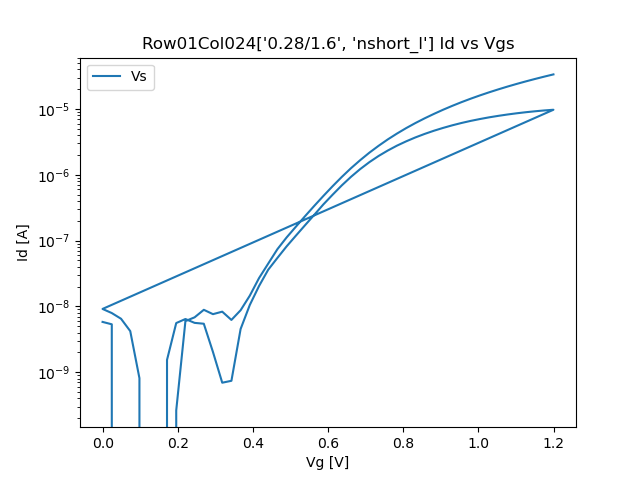 Row01Col024['0.28/1.6', 'nshort_l'] Id vs Vgs
Vs
10⁻⁵
10⁻⁶
10⁻⁷
10⁻⁸
10⁻⁹
Id [A]
0.0 0.2 0.4 0.6 0.8 1.0 1.2
Vg [V]